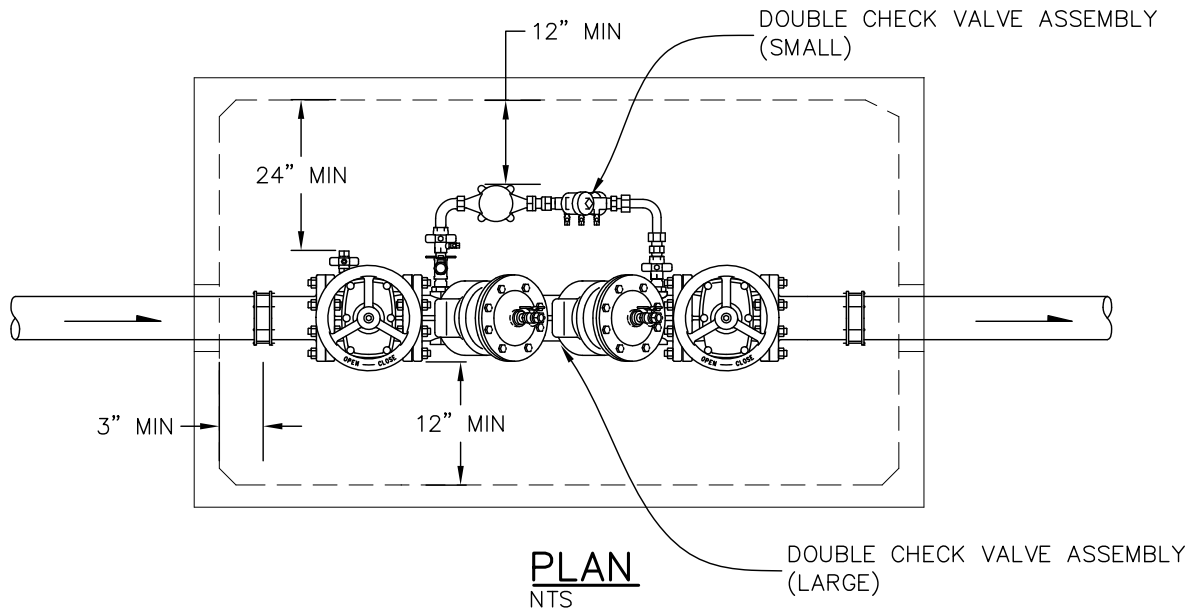 12” MIN
DOUBLE CHECK VALVE ASSEMBLY
(SMALL)
24” MIN
OPEN — CLOSE
OPEN — CLOSE
3” MIN
12” MIN
PLAN
NTS
DOUBLE CHECK VALVE ASSEMBLY
(LARGE)